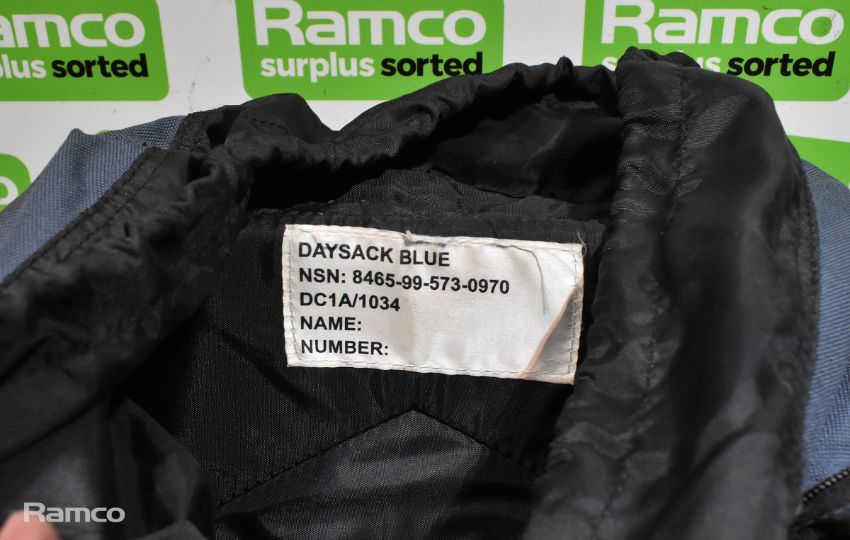 Ramco
plus sorted
Ramco
surplus sorted
Ramco
surplus sorted
DAYSACK BLUE
NSN: 8465-99-573-0970
DC1A/1034
NAME:
NUMBER:
Ramco